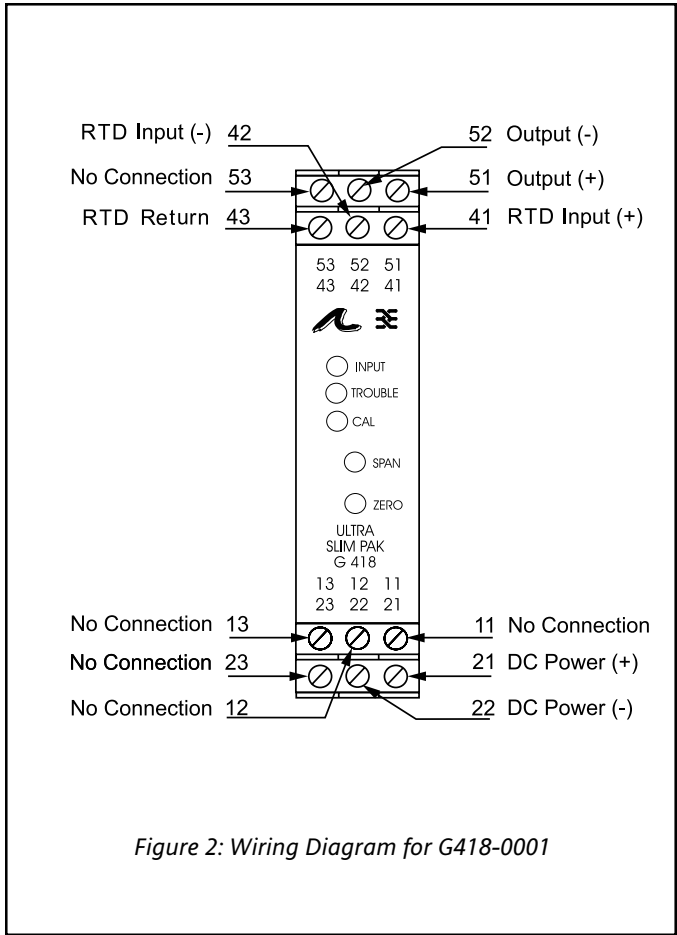 RTD Input (-) 42
52 Output (-)
No Connection 53
51 Output (+)
RTD Return 43
41 RTD Input (+)
53 52 51
43 42 41
INPUT
TROUBLE
CAL
SPAN
ZERO
ULTRA
SLIM PAK
G 418
13 12 11
23 22 21
No Connection 13
11 No Connection
No Connection 23
21 DC Power (+)
No Connection 12
22 DC Power (-)
Figure 2: Wiring Diagram for G418-0001